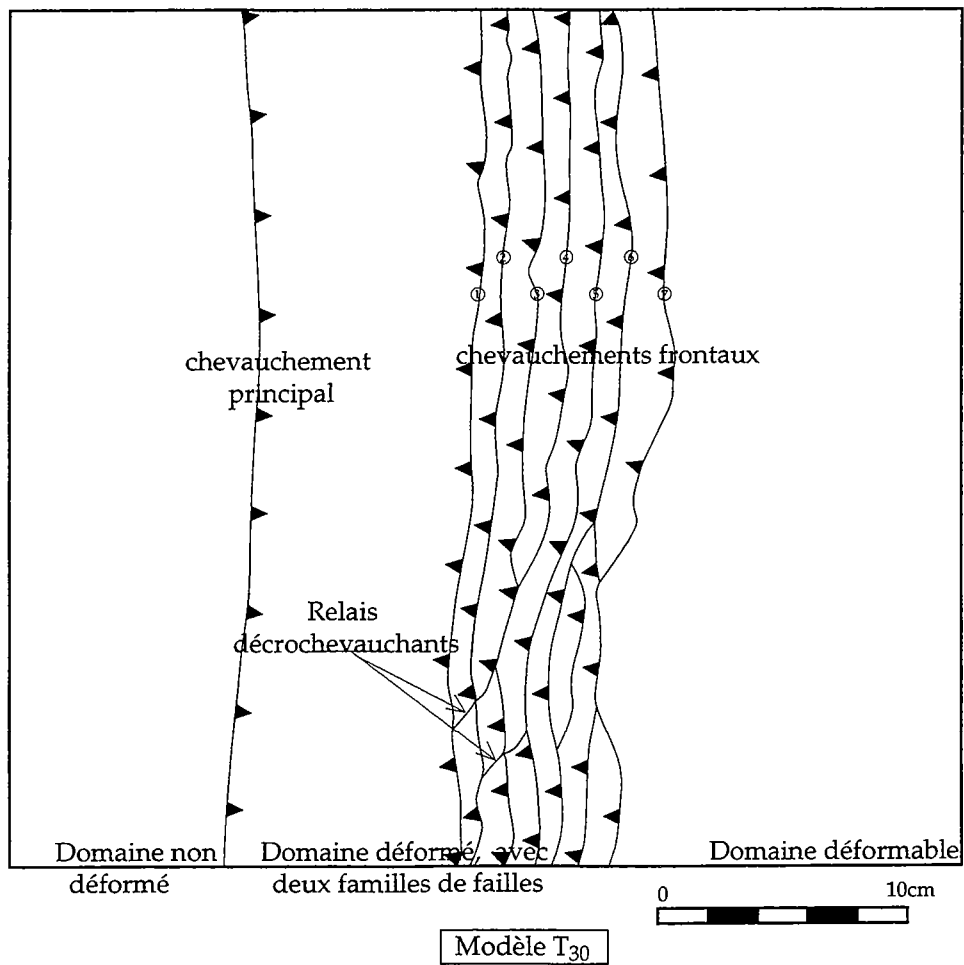 2
4
6
1
3
5
7
chevauchement
principal
chevauchements frontaux
Relais
décrochevauchants
Domaine non
déformé
Domaine déformé, avec
deux familles de failles
Domaine déformable
0
10cm
Modèle T30